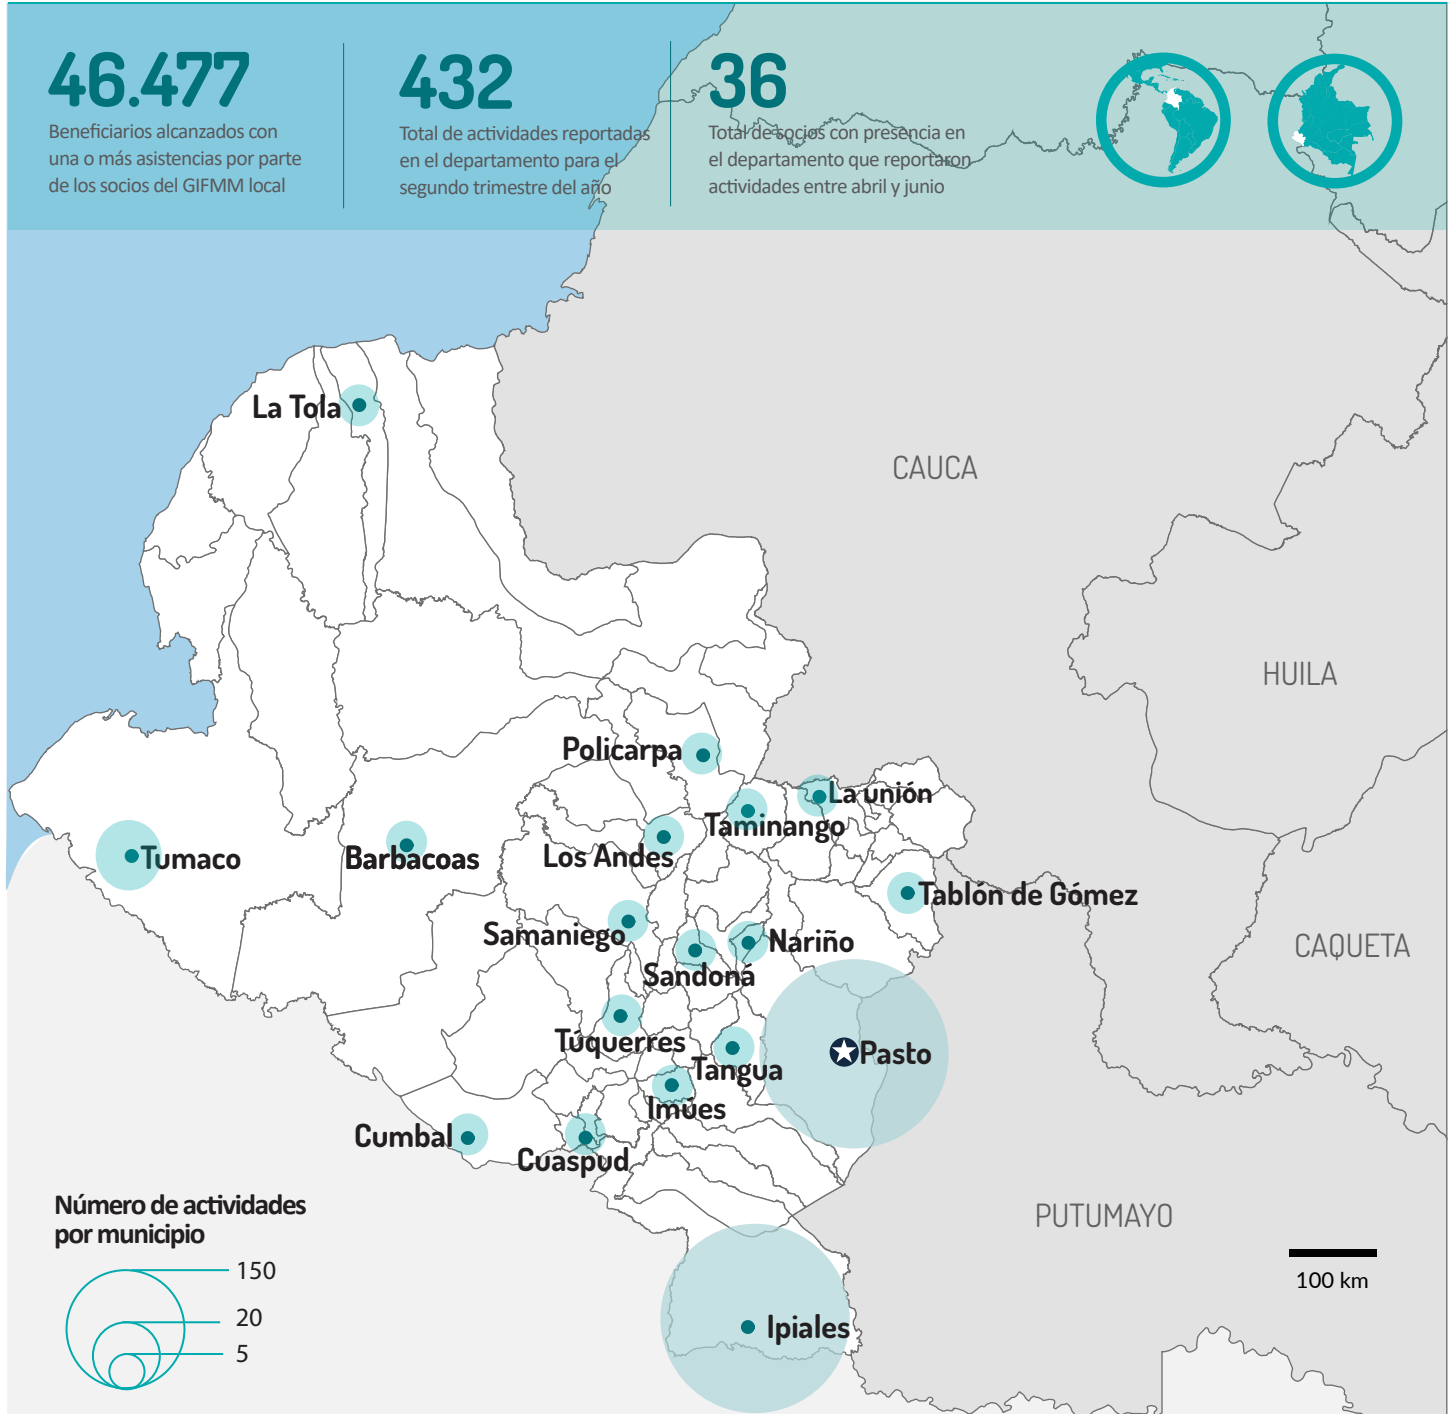 46.477
Beneficiarios alcanzados con
una o más asistencias por parte
de los socios del GIFMM local
432
Total de actividades reportadas
en el departamento para el
segundo trimestre del año
36
Total de socios con presencia en
el departamento que reportaron
actividades entre abril y junio
La Tola
CAUCA
HUILA
Policarpa
La unión
Taminango
Tumaco
Barbacoas
Los Andes
Tablón de Gómez
Samaniego
Nariño
CAQUETA
Sandoná
Túquerres
Pasto
Tangua
Imúes
Cumbal
Cuaspud
Número de actividades
por municipio
150
20
5
PUTUMAYO
100 km
Ipiales